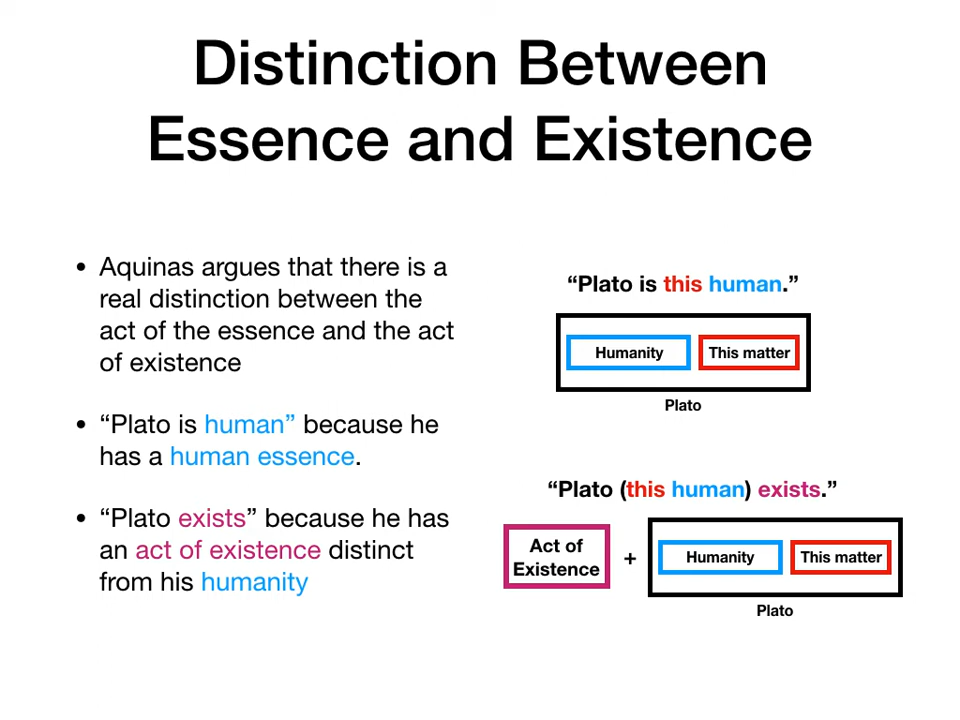 Distinction Between
Essence and Existence
• Aquinas argues that there is a
real distinction between the
act of the essence and the act
of existence
• “Plato is human” because he
has a human essence.
• “Plato exists” because he has
an act of existence distinct
from his humanity
“Plato is this human.”
Humanity
This matter
Plato
“Plato (this human) exists.”
Act of
Existence
+
Humanity
This matter
Plato